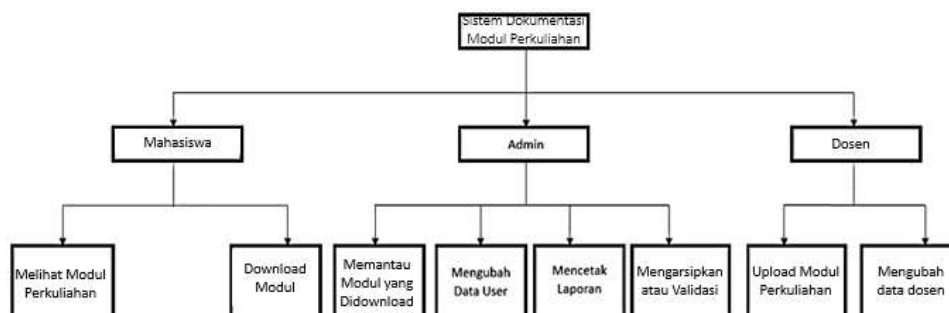 Sistem Dokumentasi
Modul Perkuliahan
Mahasiswa
Admin
Dosen
Melihat Modul
Perkuliahan
Download
Modul
Memantau
Modul yang
Didownload
Mengubah
Data User
Mencetak
Laporan
Mengarsipkan
atau Validasi
Upload Modul
Perkuliahan
Mengubah
data dosen